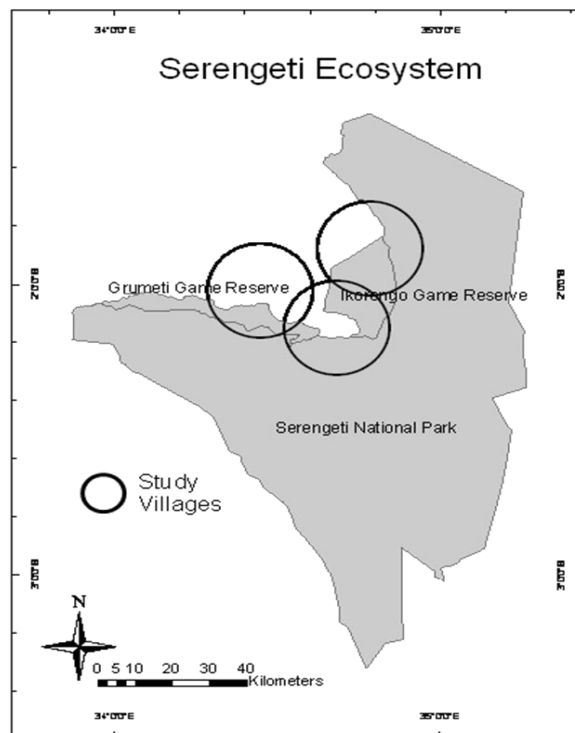 34°00'E
35°00'E
Serengeti Ecosystem
Grumeti Game Reserve
Ikorongo Game Reserve
Serengeti National Park
Study
Villages
N
0 5 10 20 30 40
Kilometers
34°00'E
35°00'E